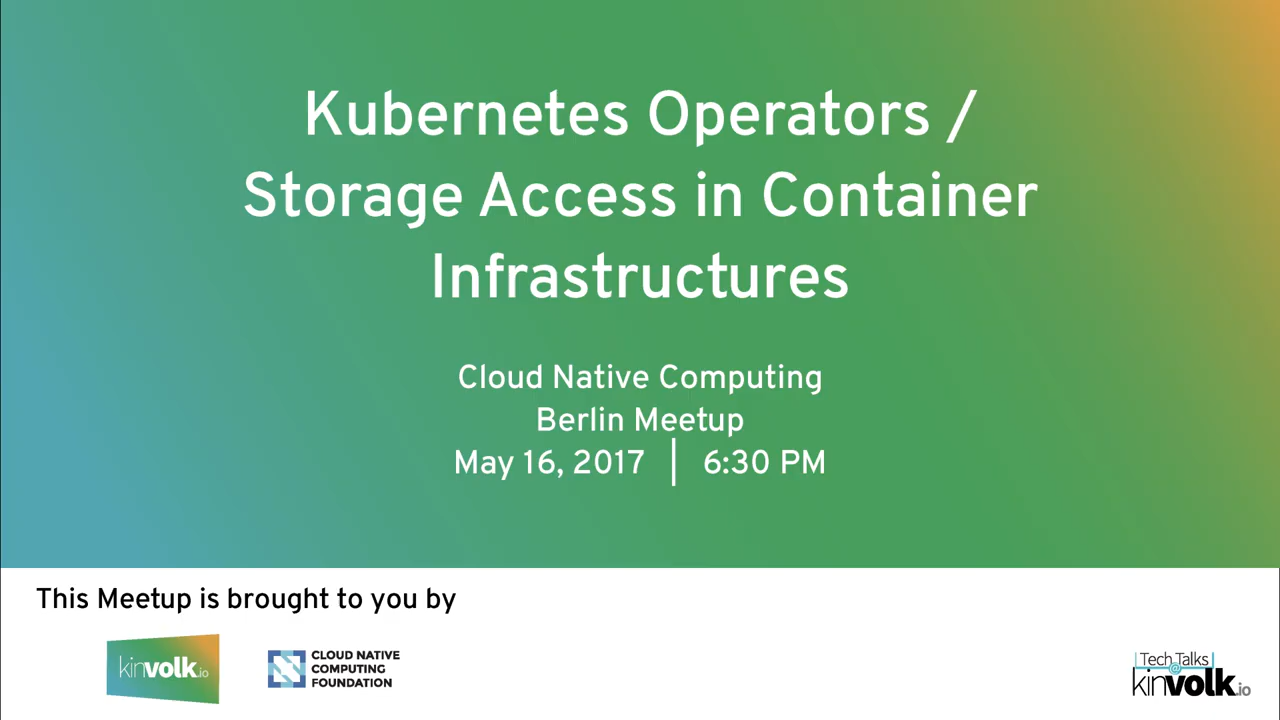 Kubernetes Operators /
Storage Access in Container
Infrastructures
Cloud Native Computing
Berlin Meetup
May 16, 2017 | 6:30 PM
This Meetup is brought to you by
kinvolk.io
CLOUD NATIVE
COMPUTING
FOUNDATION
Tech Talks
@
kinvolk.io